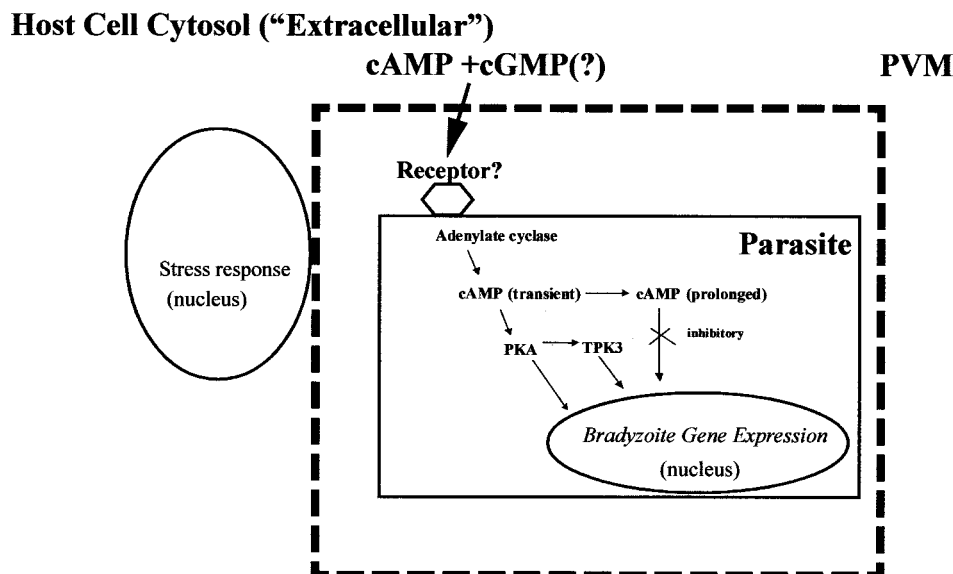 Host Cell Cytosol (“Extracellular”)
cAMP +cGMP(?)
PVM
Receptor?
Adenylate cyclase
Parasite
Stress response
(nucleus)
cAMP (transient)
cAMP (prolonged)
inhibitory
PKA
TPK3
Bradyzoite Gene Expression
(nucleus)